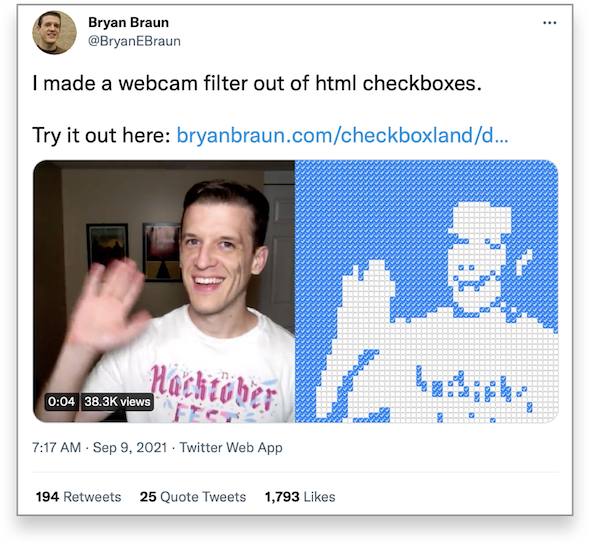 Bryan Braun
@BryanEBraun
I made a webcam filter out of html checkboxes.
Try it out here: bryanbraun.com/checkboxland/d...
Hacktober
FEST
0:04 38.3K views
7:17 AM · Sep 9, 2021 · Twitter Web App
194 Retweets 25 Quote Tweets 1,793 Likes